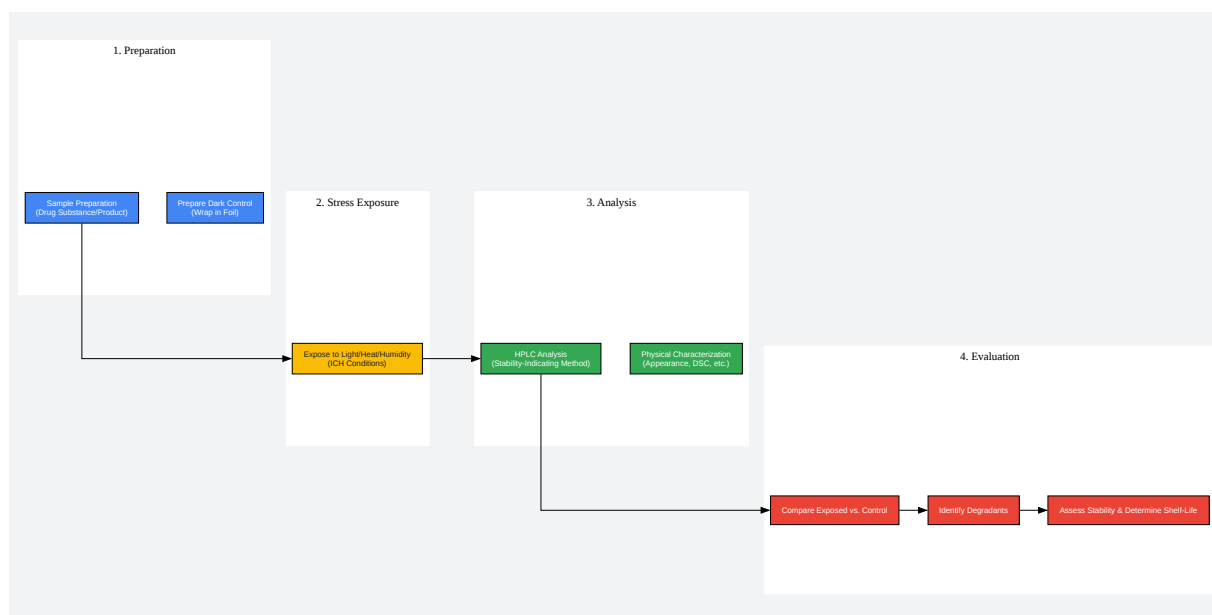 1. Preparation
Sample Preparation
(Drug Substance/Product)
Prepare Dark Control
(Wrap in Foil)
2. Stress Exposure
Expose to Light/Heat/Humidity
(ICH Conditions)
3. Analysis
HPLC Analysis
(Stability-Indicating Method)
Physical Characterization
(Appearance, DSC, etc.)
4. Evaluation
Compare Exposed vs. Control
Identify Degradants
Assess Stability & Determine Shelf-Life